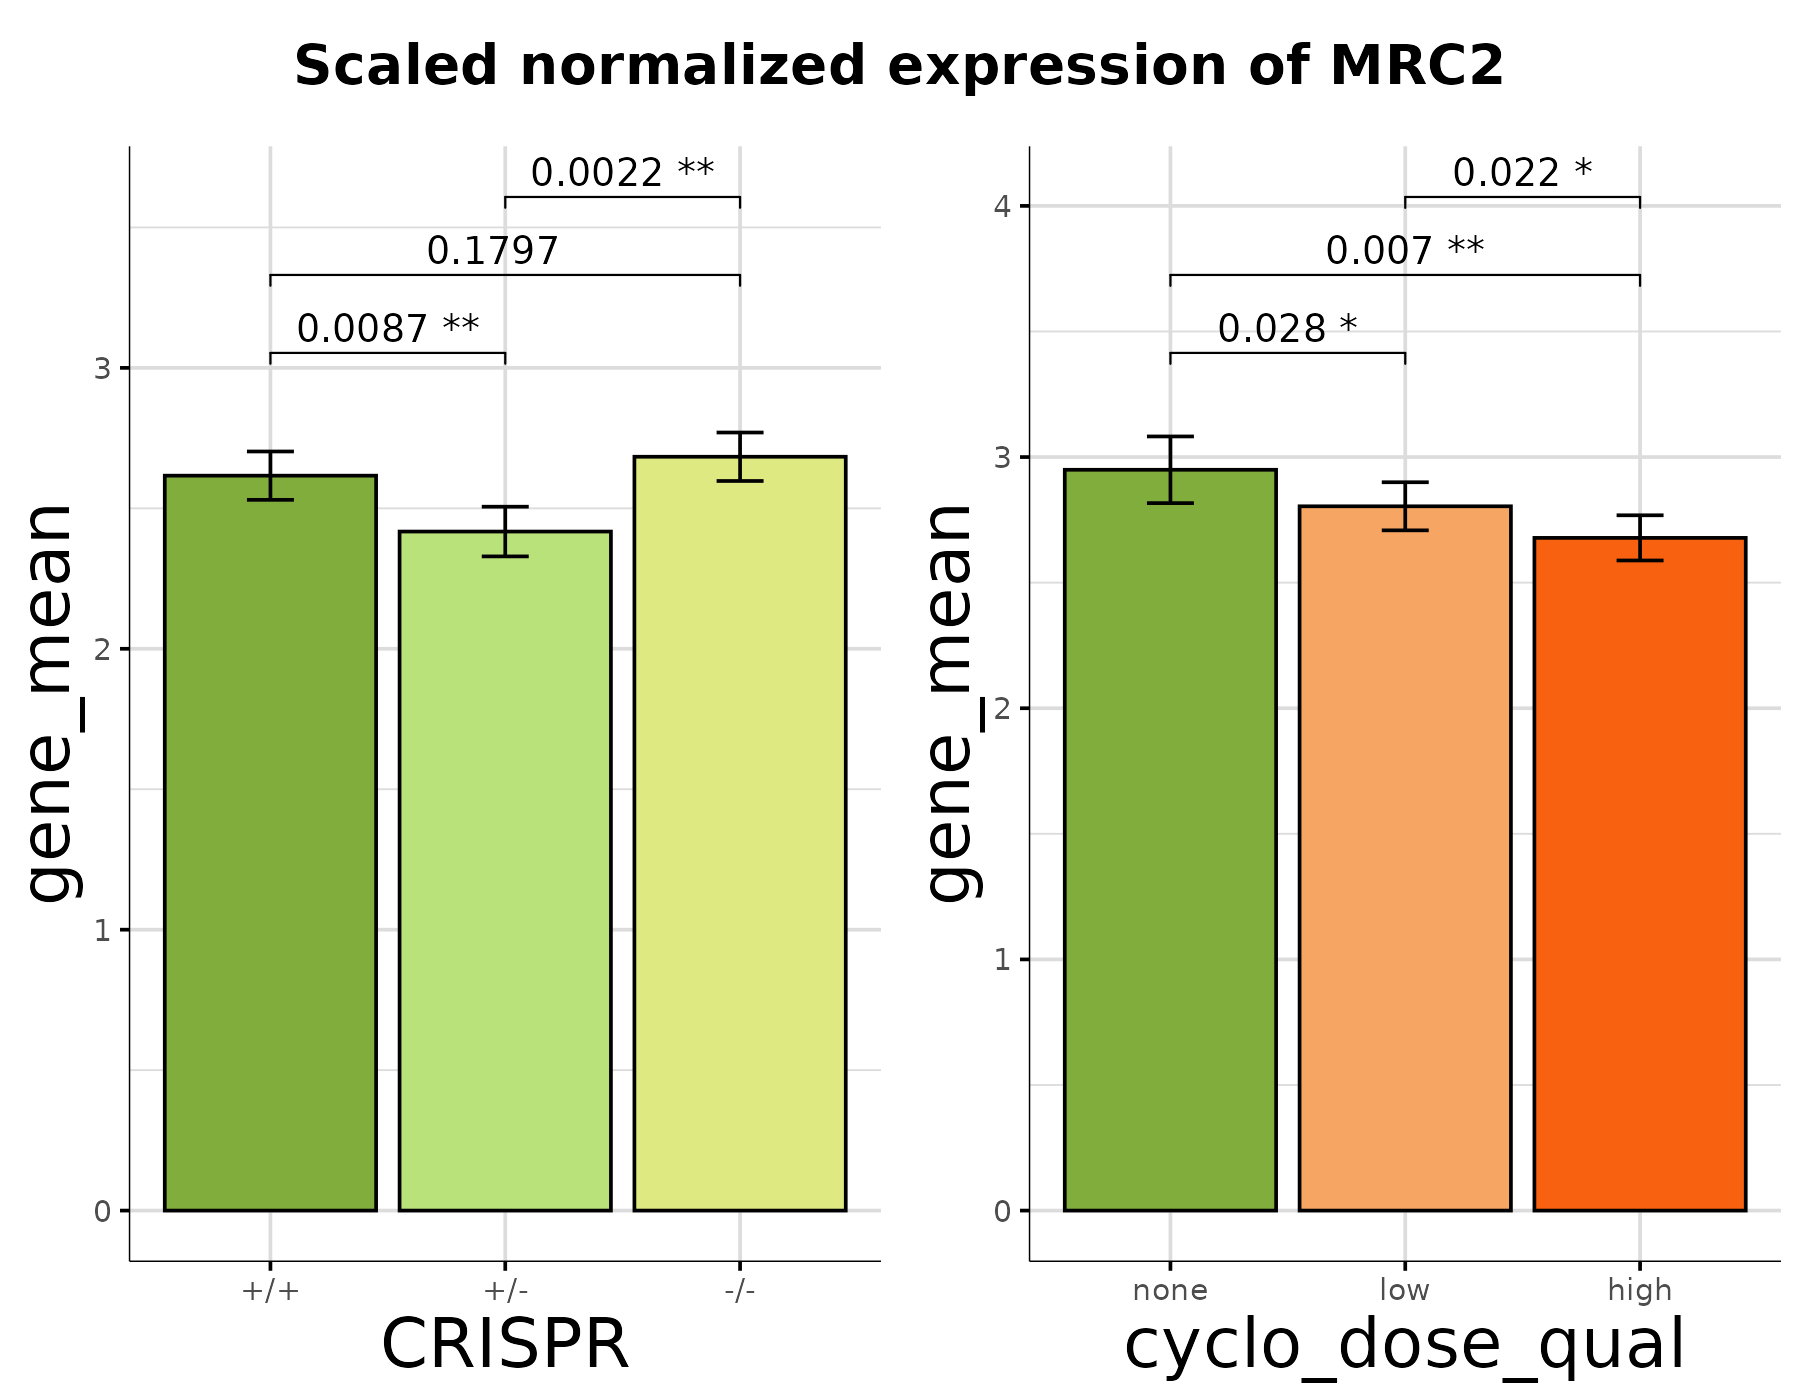 Scaled normalized expression of MRC2
gene_mean
0.0022 **
0.1797
0.0087 **
3
2
1
0
+/+ +/- -/-
CRISPR
gene_mean
0.022 *
0.007 **
0.028 *
4
3
2
1
0
none low high
cyclo_dose_qual